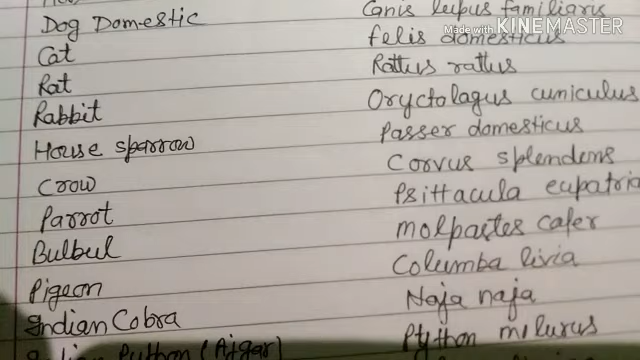 Dog Domestic Canis lupus familiaris
Made with KINEMASTER
Cat felis domesticus
Rat Rattus rattus
Rabbit Oryctolagus cuniculus
House sparrow Passer domesticus
Crow Corvus splendens
Parrot Psittacula eupatria
Bulbul Molpastes cafer
Pigeon Columba livia
Indian Cobra Naja naja
Python (Ajgar) Python molurus